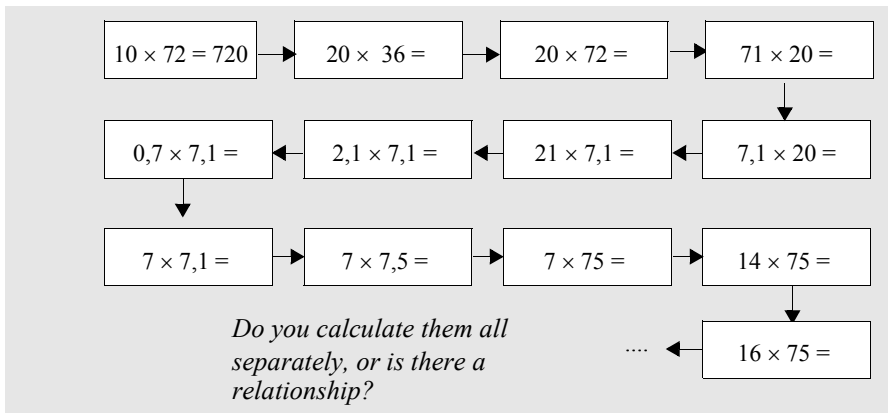 10 × 72 = 720
20 × 36 =
20 × 72 =
71 × 20 =
7,1 × 20 =
21 × 7,1 =
2,1 × 7,1 =
0,7 × 7,1 =
7 × 7,1 =
7 × 7,5 =
7 × 75 =
14 × 75 =
16 × 75 =
....
Do you calculate them all
separately, or is there a
relationship?